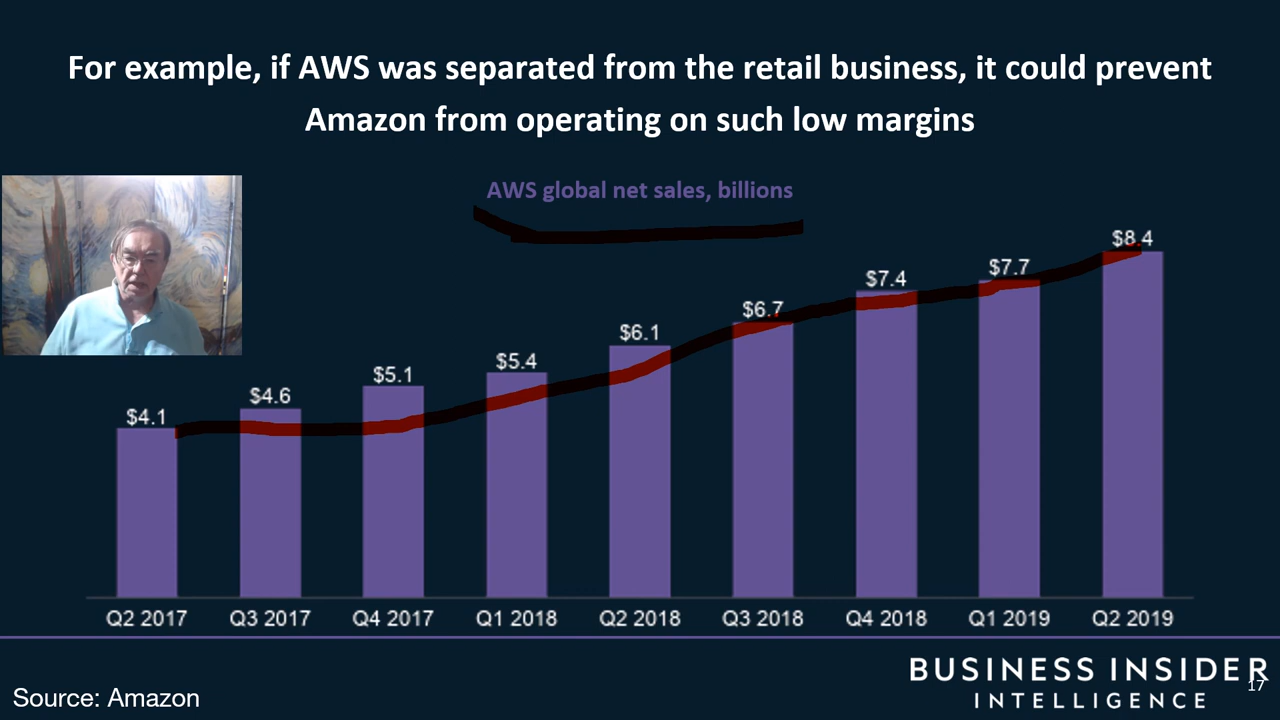 For example, if AWS was separated from the retail business, it could prevent
Amazon from operating on such low margins
AWS global net sales, billions
$4.1
$4.6
$5.1
$5.4
$6.1
$6.7
$7.4
$7.7
$8.4
Q2 2017
Q3 2017
Q4 2017
Q1 2018
Q2 2018
Q3 2018
Q4 2018
Q1 2019
Q2 2019
BUSINESS INSIDER
INTELLIGENCE
17
Source: Amazon